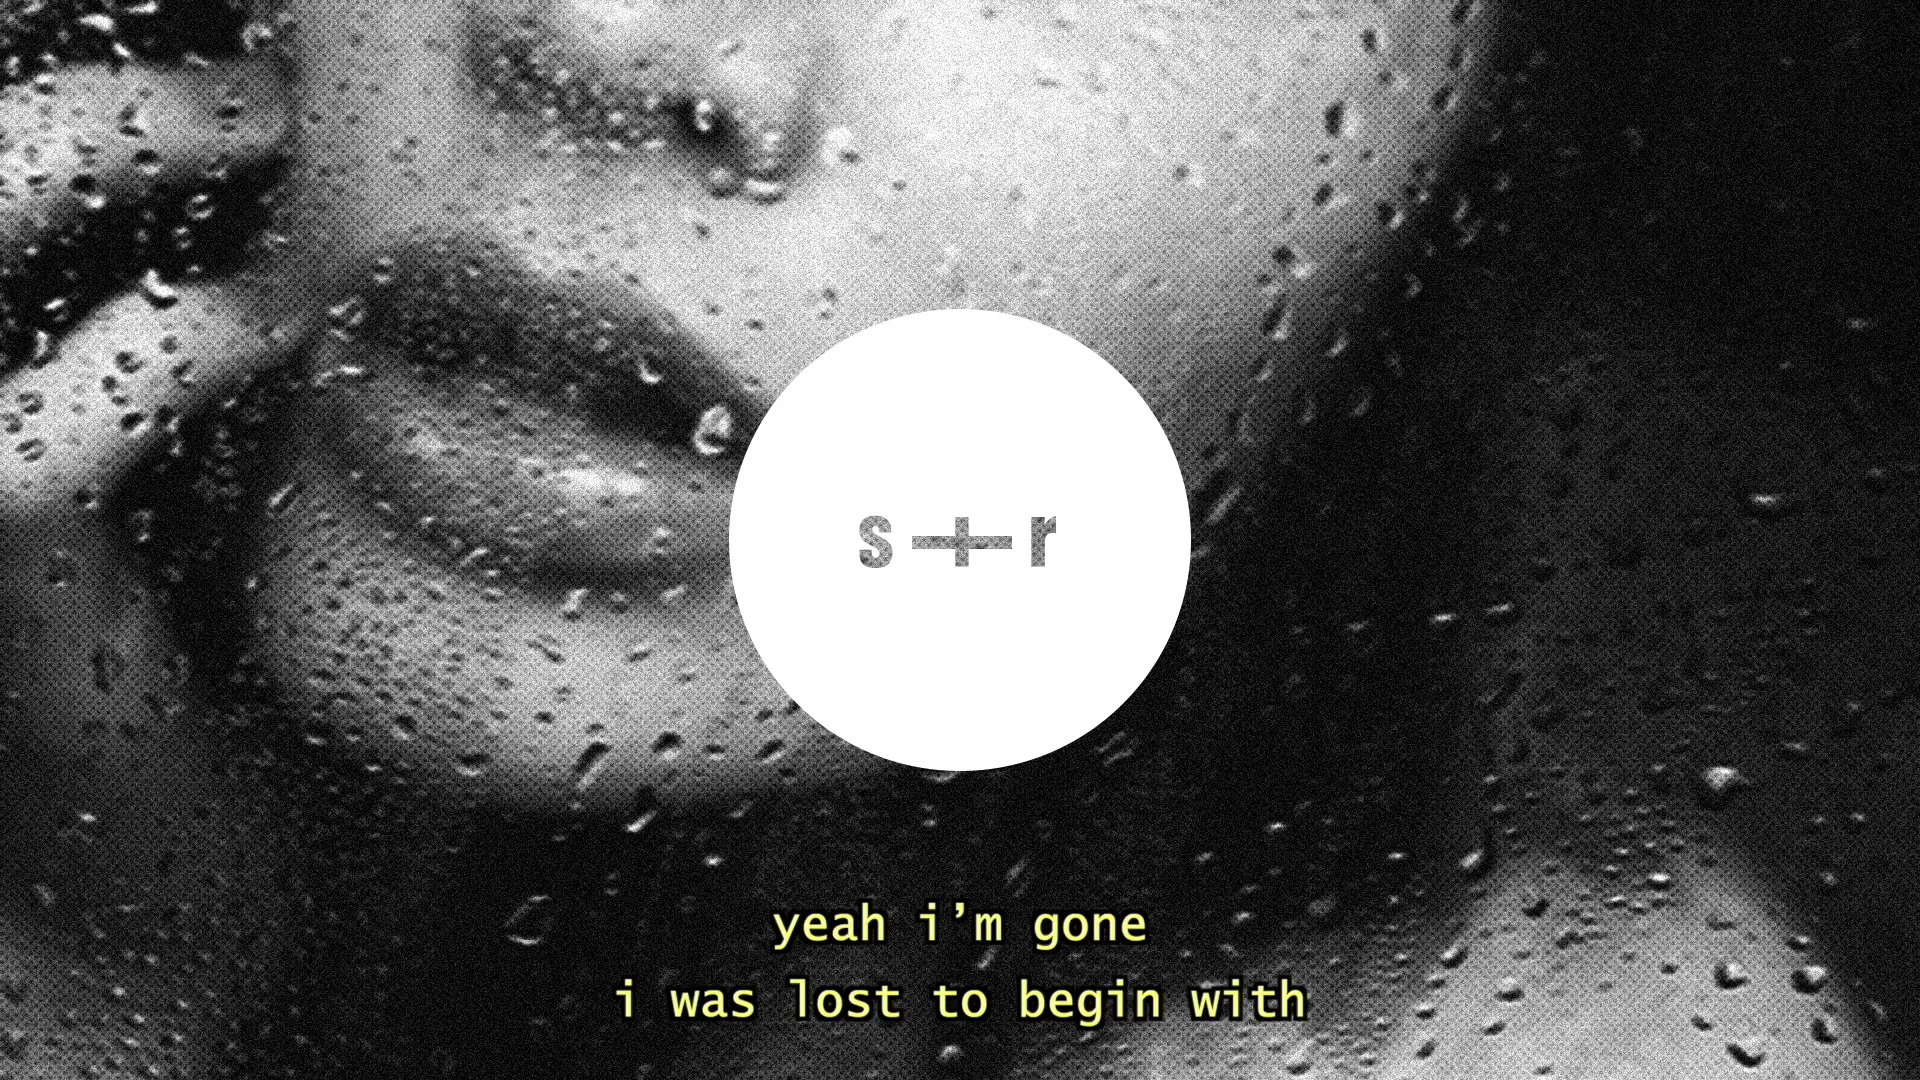 s+r
yeah i’m gone
i was lost to begin with